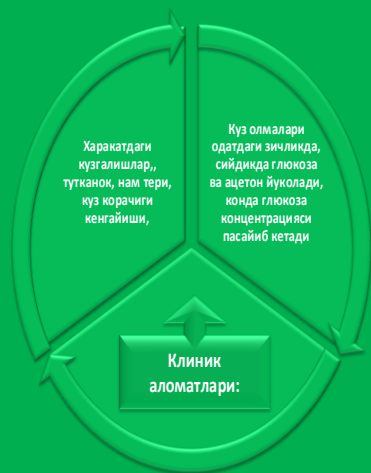 Харакатдаги
кузгалишлар,,
тутканок, нам тери,
куз корачиги
кенгайиши,
Куз олмалари
одатдаги зичликда,
сийдикда глюкоза
ва ацетон йуколади,
конда глюкоза
концентрацияси
пасайиб кетади
Клиник
аломатлари: